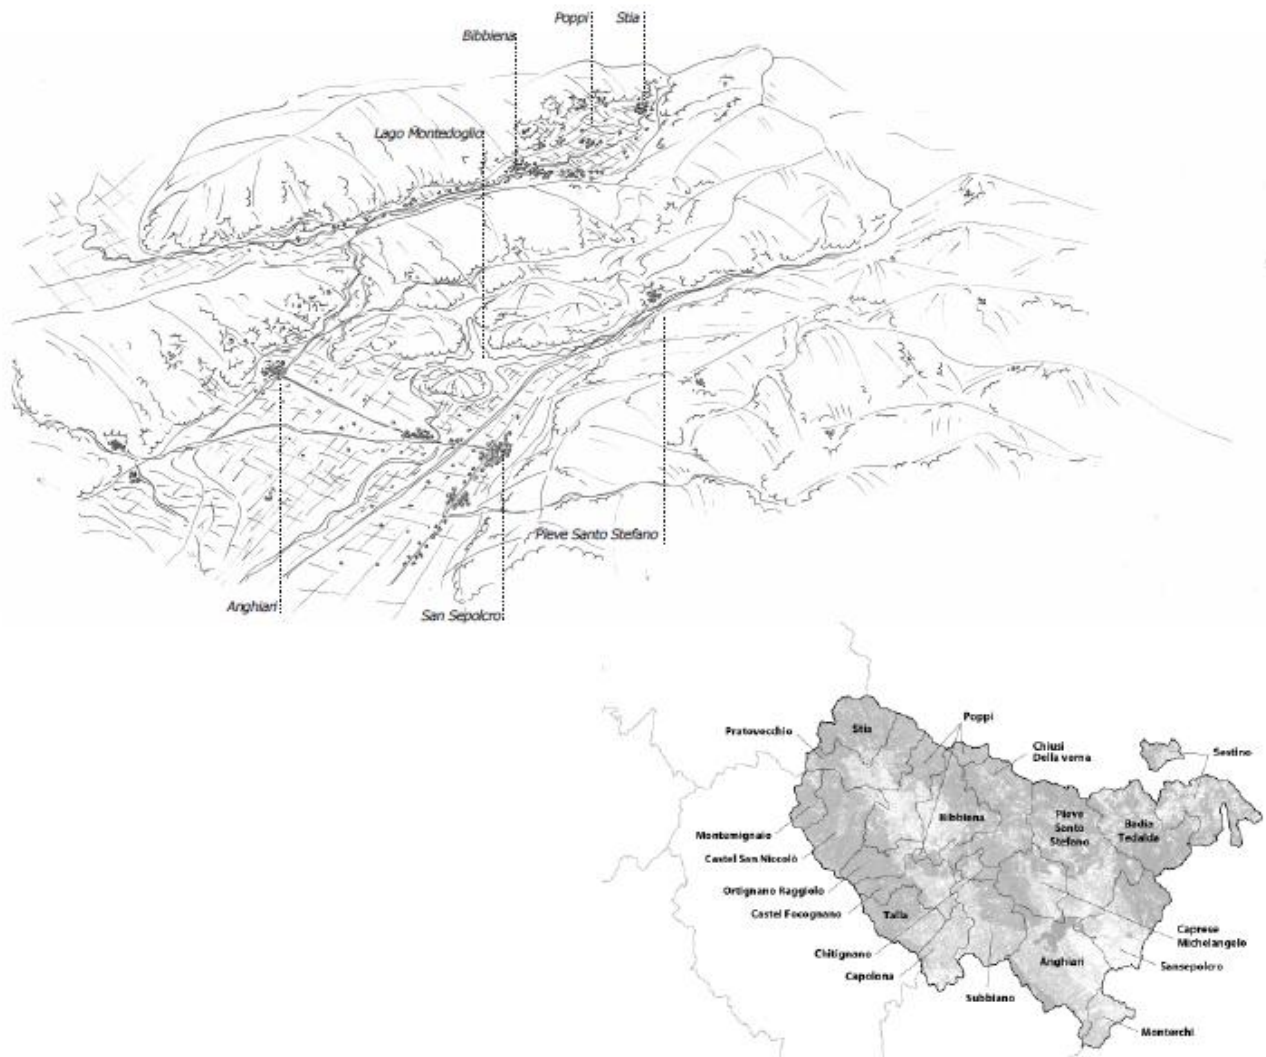 Poppi
Stia
Bibbiena
Lago Montedoglio
Pieve Santo Stefano
Anghiari
San Sepolcro
Poppi
Stia
Pratovecchio
Chiusi
Della verna
Sestino
Bibbiena
Pieve
Santo
Stefano
Badia
Tedalda
Montemignaio
Castel San Niccolò
Ortignano Raggiolo
Castel Focognano
Talla
Caprese
Michelangelo
Chitignano
Anghiari
Sansepolcro
Capolona
Subbiano
Monterchi